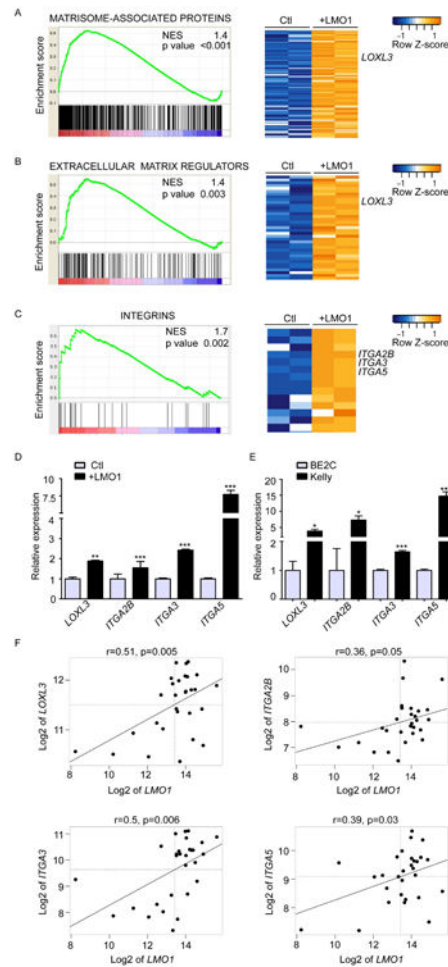 A
MATRISOME-ASSOCIATED PROTEINS
NES 1.4
p value <0.001
Enrichment score
Ctl +LMO1
LOXL3
-1 0 1
Row Z-score
B
EXTRACELLULAR MATRIX REGULATORS
NES 1.4
p value 0.003
Enrichment score
Ctl +LMO1
LOXL3
-1 0 1
Row Z-score
C
INTEGRINS
NES 1.7
p value 0.002
Enrichment score
Ctl +LMO1
ITGA2B
ITGA3
ITGA5
-1 0 1
Row Z-score
D
Ctl
+LMO1
Relative expression
10
7.5
2
1
0
** *** *** ***
LOXL3 ITGA2B ITGA3 ITGA5
E
BE2C
Kelly
Relative expression
20
15
10
5
2
1
0
* * *** **
LOXL3 ITGA2B ITGA3 ITGA5
F
r=0.51, p=0.005
Log2 of LOXL3
12
11
8 10 12 14
Log2 of LMO1
r=0.36, p=0.05
Log2 of ITGA2B
10
9
8
7
8 10 12 14
Log2 of LMO1
r=0.5, p=0.006
Log2 of ITGA3
11
10
9
8
8 10 12 14
Log2 of LMO1
r=0.39, p=0.03
Log2 of ITGA5
11
10
9
8
8 10 12 14
Log2 of LMO1